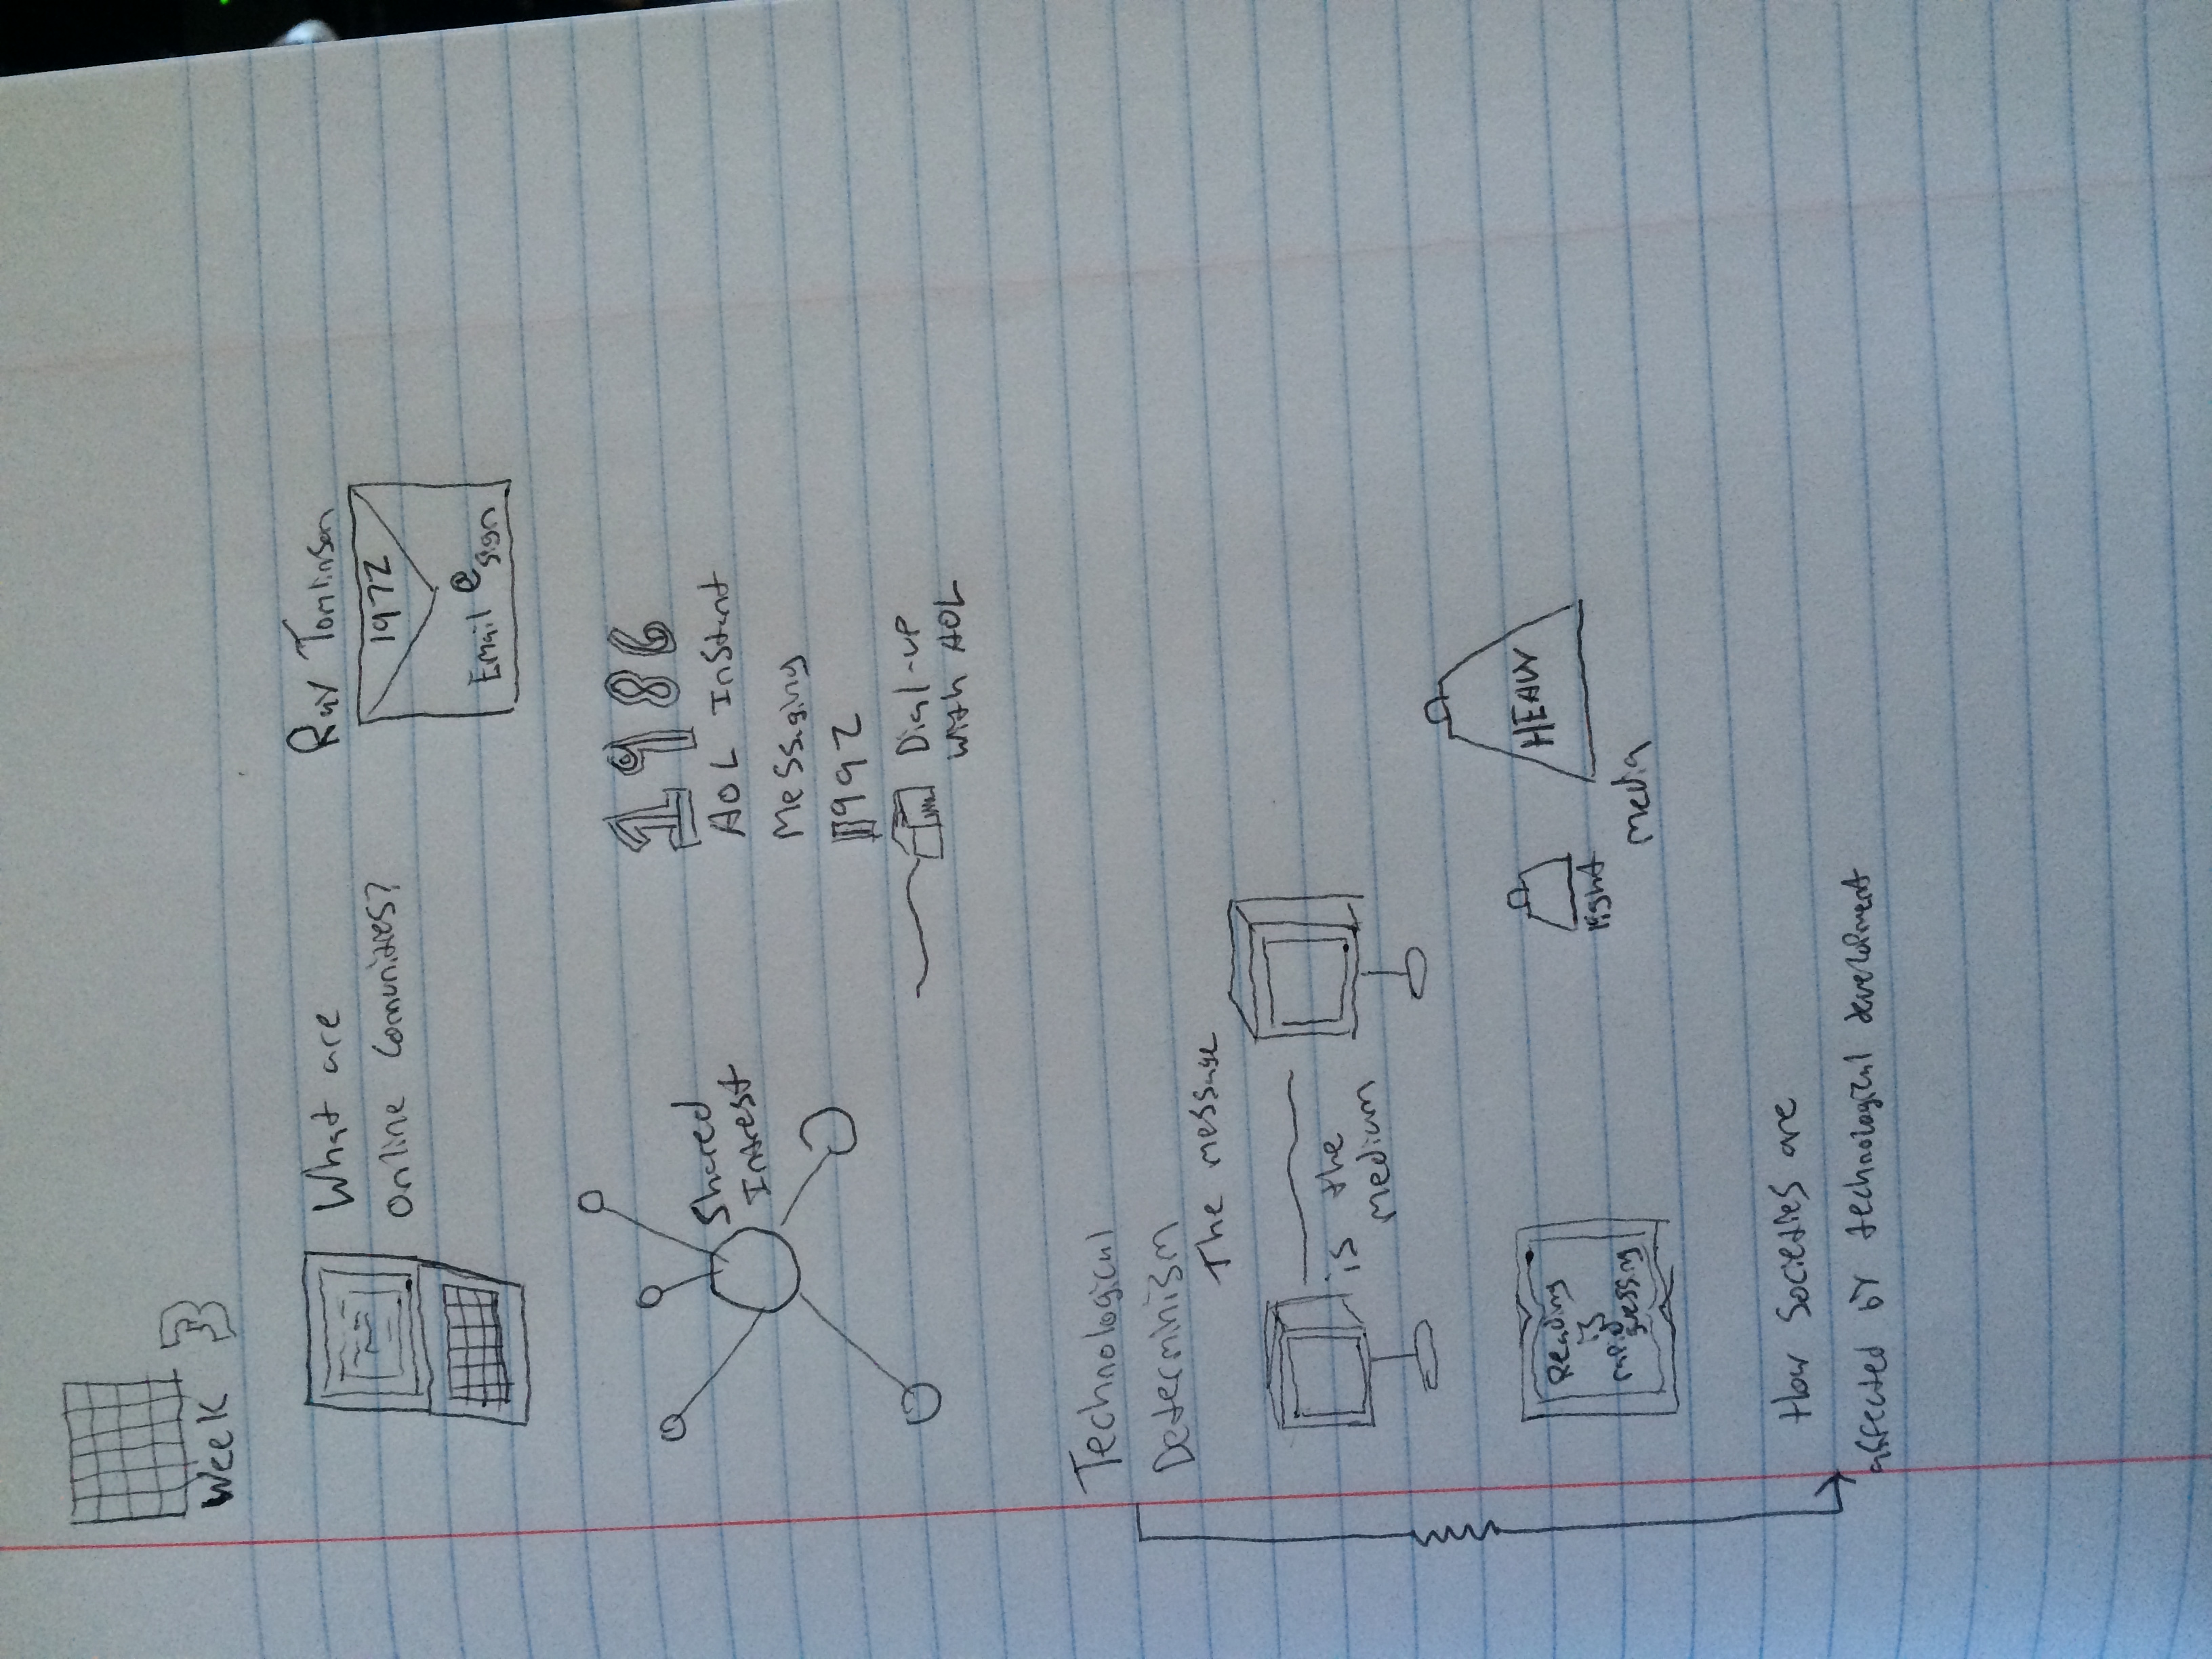 Week 3
What are
online Comunities?
Ray Tomlinson
1972
Email @ sign
Shared
Intrest
1986
AOL Instant
Messaging
1992
Dial-up
with AOL
Technological
Determinism
The message
is the
medium
Reading
is
rapid
guessing
light
HEAVY
media
How Societies are
affected by technological development